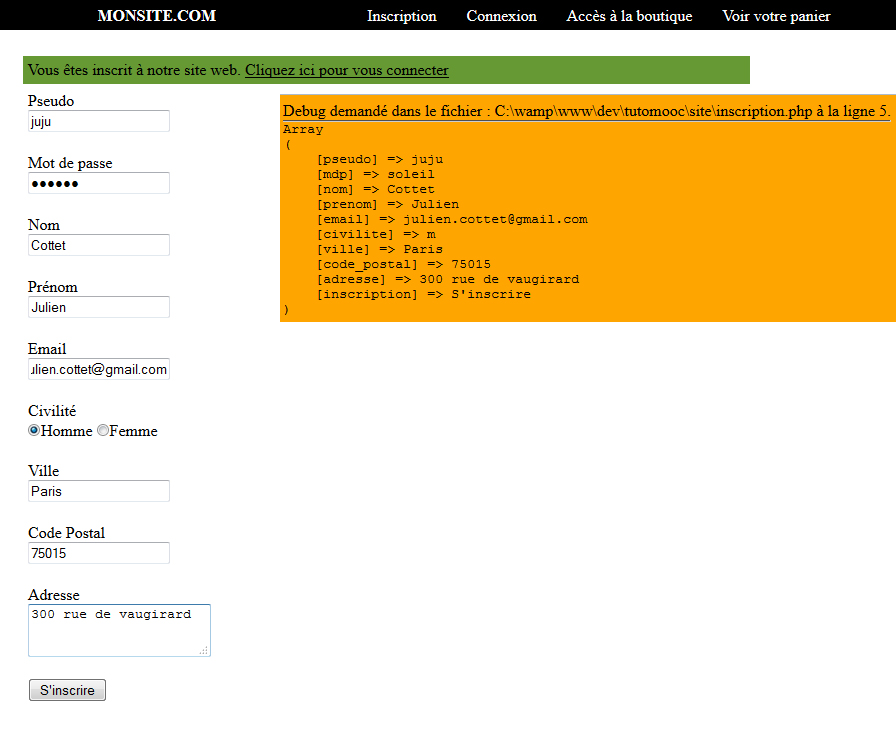 MONSITE.COM Inscription Connexion Accès à la boutique Voir votre panier
Vous êtes inscrit à notre site web. Cliquez ici pour vous connecter
Pseudo
juju
Mot de passe
●●●●●●
Nom
Cottet
Prénom
Julien
Email
ulien.cottet@gmail.com
Civilité
Homme Femme
Ville
Paris
Code Postal
75015
Adresse
300 rue de vaugirard
S'inscrire
Debug demandé dans le fichier : C:\wamp\www\dev\tutomooc\site\inscription.php à la ligne 5.
Array
(
[pseudo] => juju
[mdp] => soleil
[nom] => Cottet
[prenom] => Julien
[email] => julien.cottet@gmail.com
[civilite] => m
[ville] => Paris
[code_postal] => 75015
[adresse] => 300 rue de vaugirard
[inscription] => S'inscrire
)